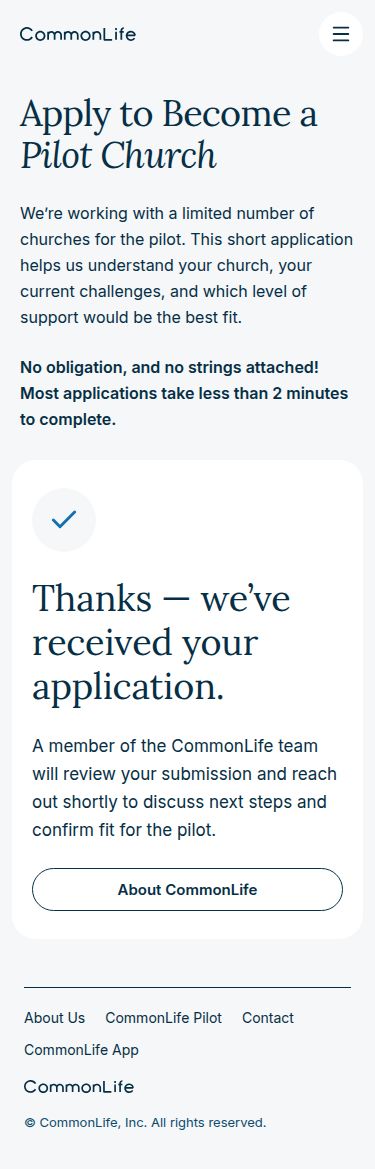 CommonLife
Apply to Become a
Pilot Church
We're working with a limited number of
churches for the pilot. This short application
helps us understand your church, your
current challenges, and which level of
support would be the best fit.
No obligation, and no strings attached!
Most applications take less than 2 minutes
to complete.
Thanks — we’ve
received your
application.
A member of the CommonLife team
will review your submission and reach
out shortly to discuss next steps and
confirm fit for the pilot.
About CommonLife
About Us CommonLife Pilot Contact
CommonLife App
CommonLife
© CommonLife, Inc. All rights reserved.